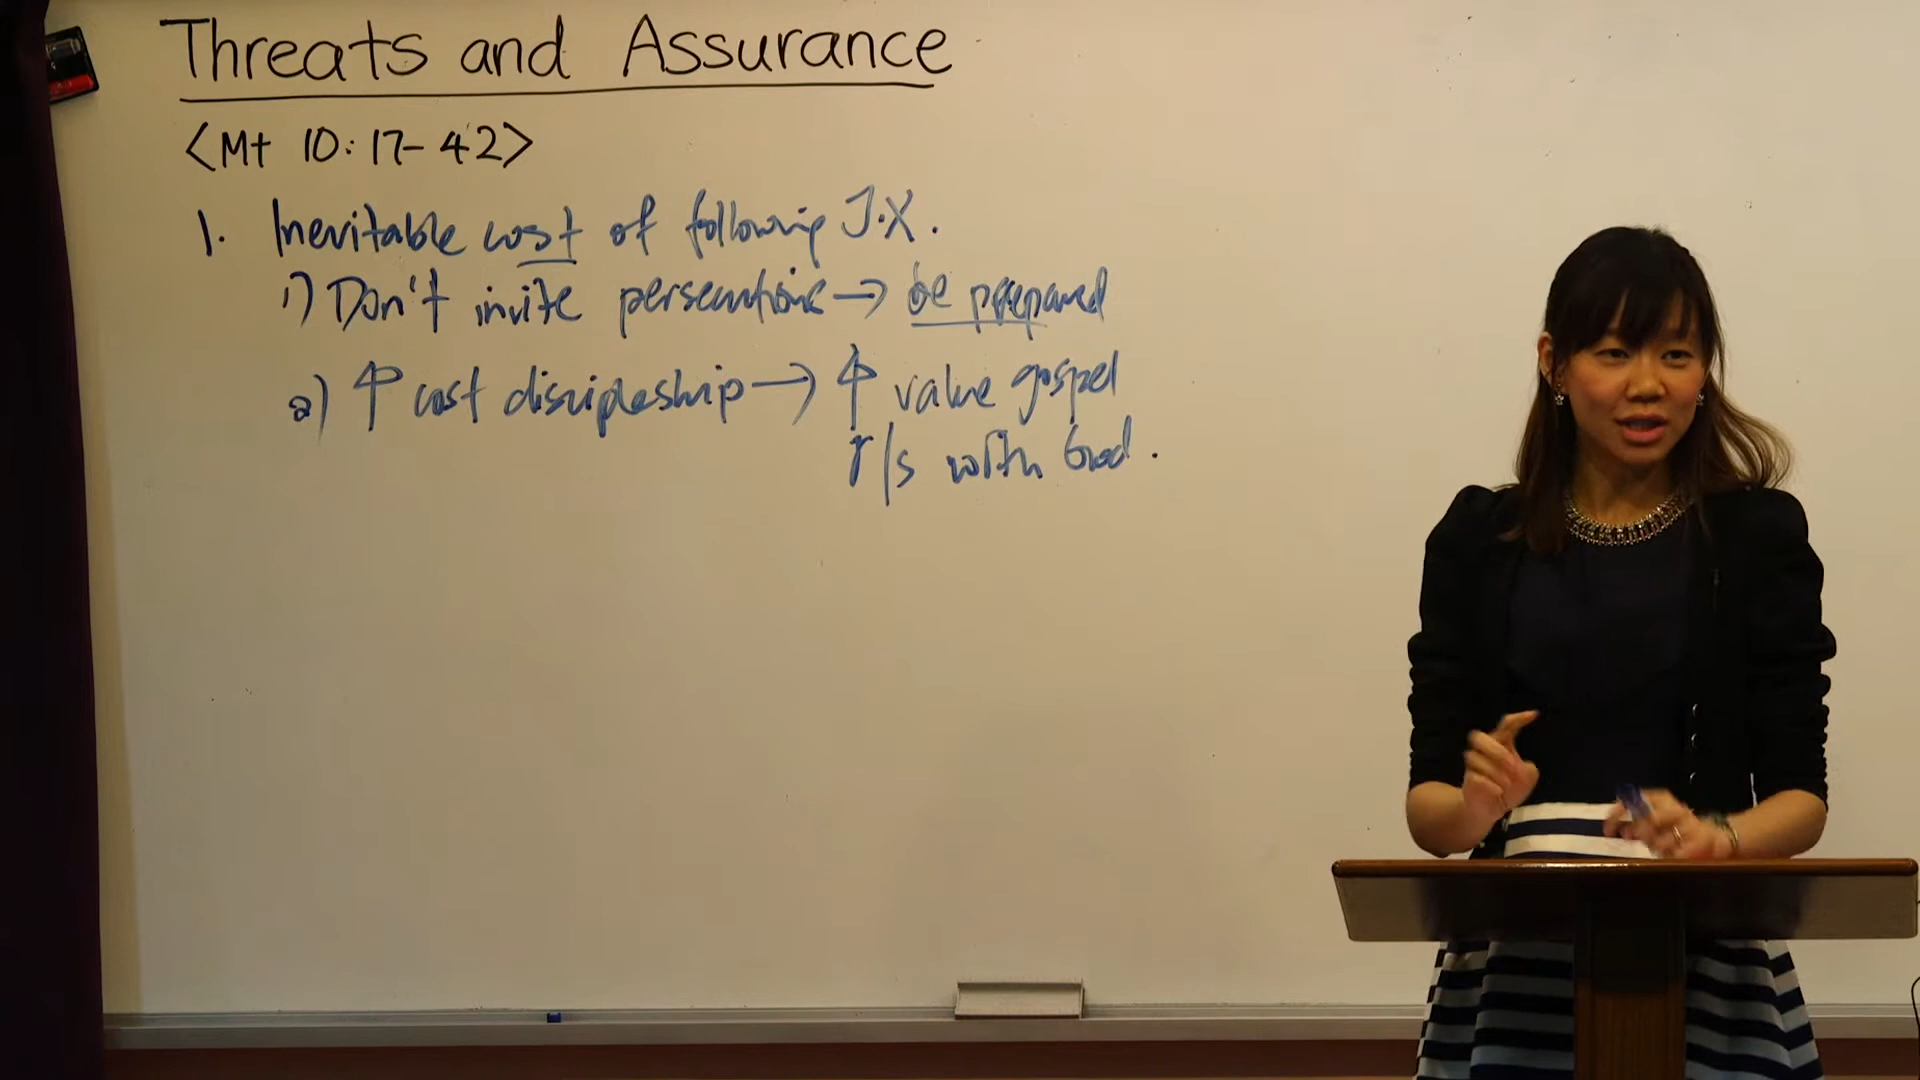 Threats and Assurance
<Mt 10:17-42>
1. Inevitable cost of following J.X.
1) Don't invite persecutions → be prepared
2) ↑ cost discipleship → ↑ value gospel
r/s with God.